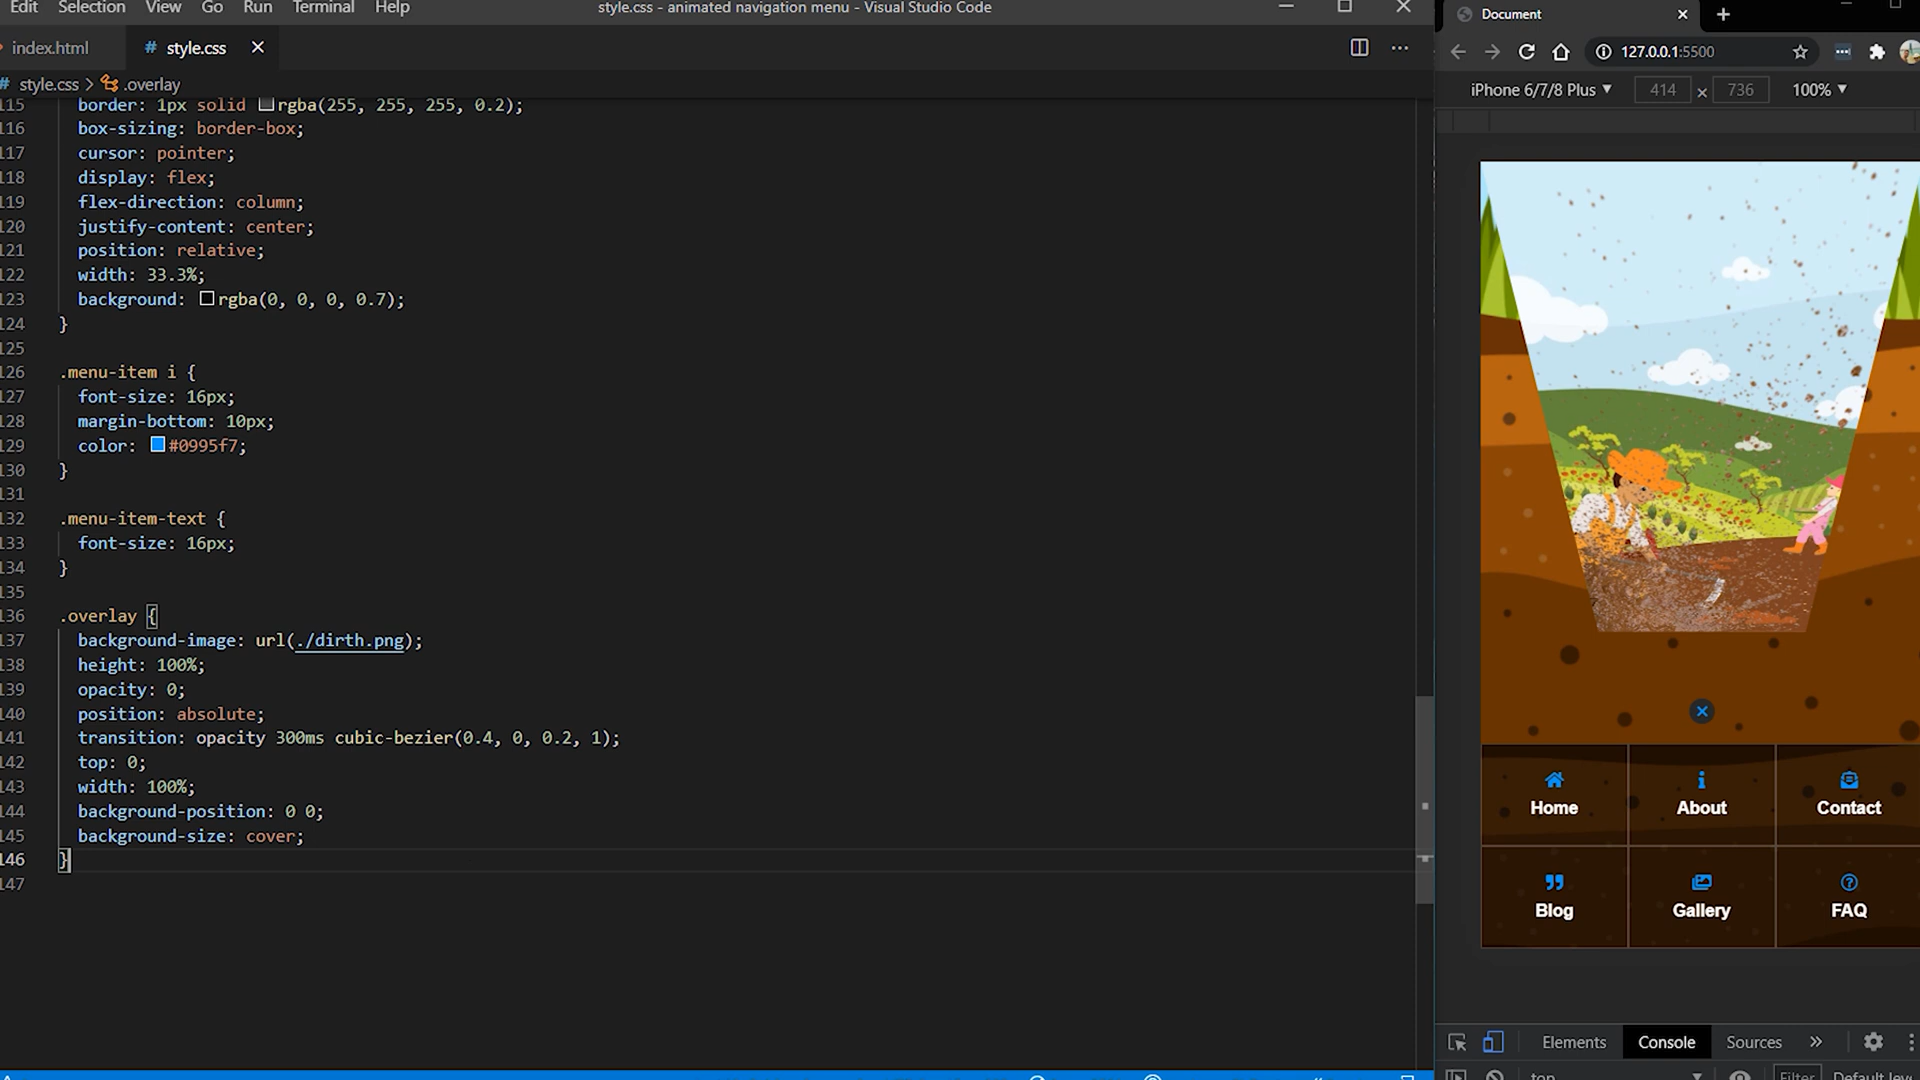 Edit Selection View Go Run Terminal Help
style.css - animated navigation menu - Visual Studio Code
index.html
# style.css
# style.css > .overlay
115 border: 1px solid rgba(255, 255, 255, 0.2);
116 box-sizing: border-box;
117 cursor: pointer;
118 display: flex;
119 flex-direction: column;
120 justify-content: center;
121 position: relative;
122 width: 33.3%;
123 background: rgba(0, 0, 0, 0.7);
124 }
125
126 .menu-item i {
127 font-size: 16px;
128 margin-bottom: 10px;
129 color: #0995f7;
130 }
131
132 .menu-item-text {
133 font-size: 16px;
134 }
135
136 .overlay {
137 background-image: url(./dirth.png);
138 height: 100%;
139 opacity: 0;
140 position: absolute;
141 transition: opacity 300ms cubic-bezier(0.4, 0, 0.2, 1);
142 top: 0;
143 width: 100%;
144 background-position: 0 0;
145 background-size: cover;
146 }
147
Document
127.0.0.1:5500
iPhone 6/7/8 Plus 414 x 736 100%
Home About Contact
Blog Gallery FAQ
Elements Console Sources
top Filter Default